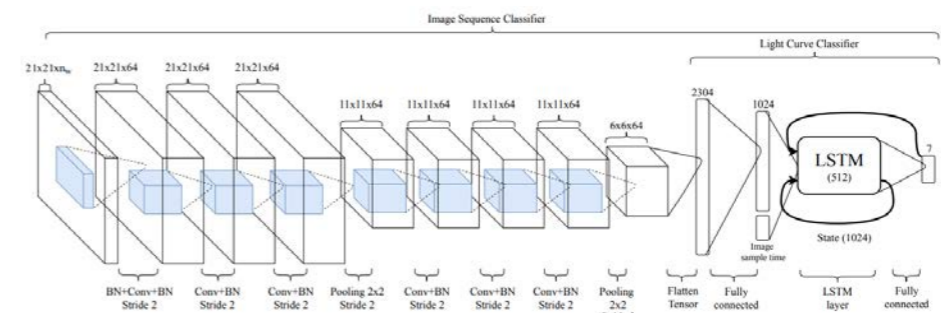 Image Sequence Classifier
Light Curve Classifier
21x21xn
21x21x64
21x21x64
21x21x64
11x11x64
11x11x64
11x11x64
11x11x64
6x6x64
2304
1024
7
LSTM
(512)
State (1024)
Image
sample time
BN+Conv+BN
Stride 2
Conv+BN
Stride 2
Conv+BN
Stride 2
Pooling 2x2
Stride 2
Conv+BN
Stride 2
Conv+BN
Stride 2
Conv+BN
Stride 2
Pooling
2x2
Flatten
Tensor
Fully
connected
LSTM
layer
Fully
connected